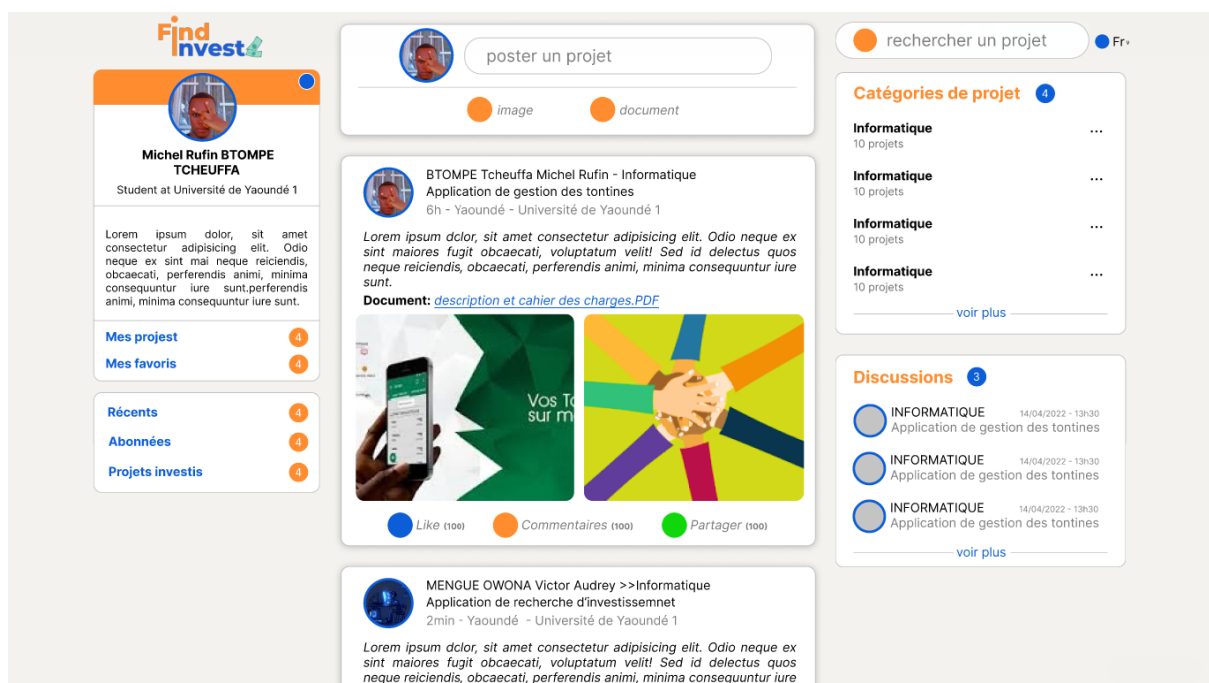 Find
Invest
Michel Rufin BTOMPE
TCHEUFFA
Student at Université de Yaoundé 1
Lorem ipsum dolor, sit amet
consectetur adipisicing elit. Odio
neque ex sint mai neque reiciendis,
obcaecati, perferendis animi, minima
consequuntur iure sunt.perferendis
animi, minima consequuntur iure sunt.
Mes projest 4
Mes favoris 4
Récents 4
Abonnées 4
Projets investis 4
poster un projet
image document
BTOMPE Tcheuffa Michel Rufin - Informatique
Application de gestion des tontines
6h - Yaoundé - Université de Yaoundé 1
Lorem ipsum dolor, sit amet consectetur adipisicing elit. Odio neque ex
sint maiores fugit obcaecati, voluptatum velit! Sed id delectus quos
neque reiciendis, obcaecati, perferendis animi, minima consequuntur iure
sunt.
Document: description et cahier des charges.PDF
Vos To
sur m
Like (100) Commentaires (100) Partager (100)
MENGUE OWONA Victor Audrey >>Informatique
Application de recherche d'investissemnet
2min - Yaoundé - Université de Yaoundé 1
Lorem ipsum dolor, sit amet consectetur adipisicing elit. Odio neque ex
sint maiores fugit obcaecati, voluptatum velit! Sed id delectus quos
neque reiciendis, obcaecati, perferendis animi, minima consequuntur iure
rechercher un projet Fr
Catégories de projet 4
Informatique ...
10 projets
Informatique ...
10 projets
Informatique ...
10 projets
Informatique ...
10 projets
voir plus
Discussions 3
INFORMATIQUE 14/04/2022 - 13h30
Application de gestion des tontines
INFORMATIQUE 14/04/2022 - 13h30
Application de gestion des tontines
INFORMATIQUE 14/04/2022 - 13h30
Application de gestion des tontines
voir plus